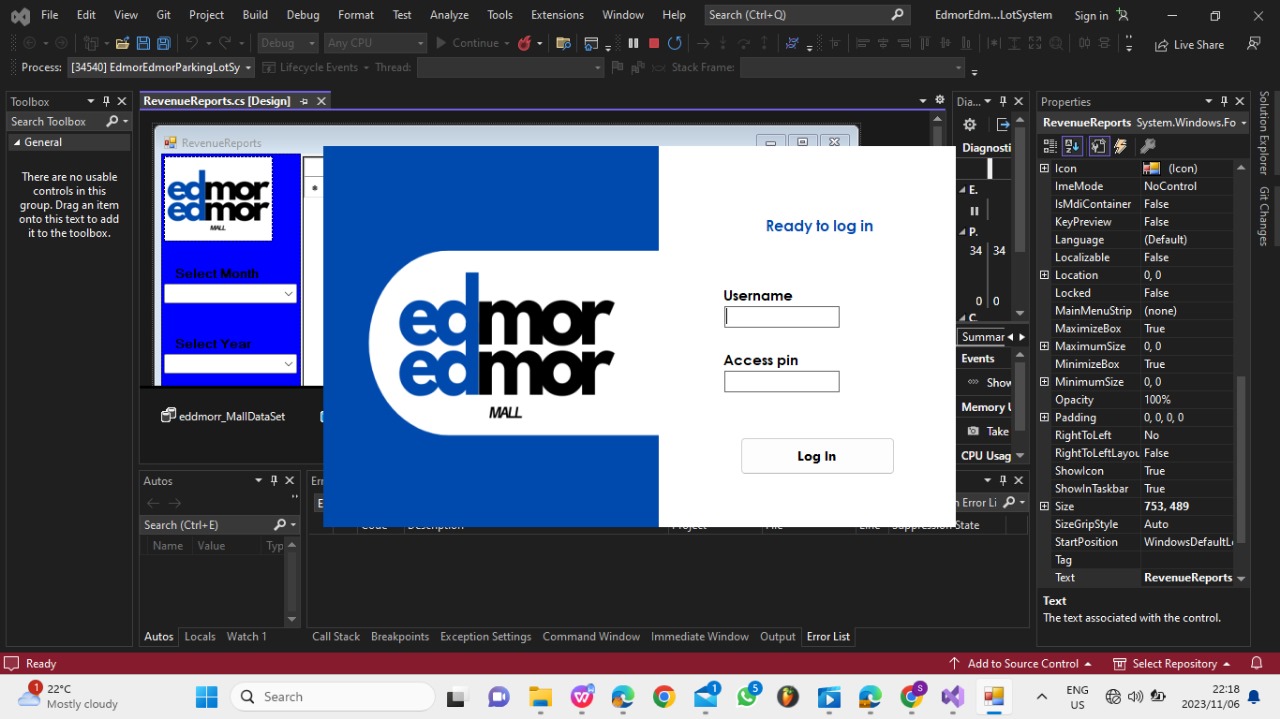 File Edit View Git Project Build Debug Format Test Analyze Tools Extensions Window Help Search (Ctrl+Q) EdmorEdm...LotSystem Sign in
Debug Any CPU Continue Live Share
Process: [34540] EdmorEdmorParkingLotSy Lifecycle Events Thread: Stack Frame:
Toolbox
Search Toolbox
General
There are no usable
controls in this
group. Drag an item
onto this text to add
it to the toolbox.
RevenueReports.cs [Design]
RevenueReports
edmor
edmor
MALL
Select Month
Select Year
eddmorr_MallDataSet
edmor
edmor
MALL
Ready to log in
Username
Access pin
Log In
Dia...
Diagnosti
E.
P.
34 34
0 0
C.
Summar
Events
Show
Memory U
Take
CPU Usag
Properties
RevenueReports System.Windows.Fo
Icon (Icon)
ImeMode NoControl
IsMdiContainer False
KeyPreview False
Language (Default)
Localizable False
Location 0, 0
Locked False
MainMenuStrip (none)
MaximizeBox True
MaximumSize 0, 0
MinimizeBox True
MinimumSize 0, 0
Opacity 100%
Padding 0, 0, 0, 0
RightToLeft No
RightToLeftLayou False
ShowIcon True
ShowInTaskbar True
Size 753, 489
SizeGripStyle Auto
StartPosition WindowsDefaultLo
Tag
Text RevenueReports
Text
The text associated with the control.
Solution Explorer
Git Changes
Autos
Search (Ctrl+E)
Name Value Typ
Autos Locals Watch 1
Er
E
n Error Li
Code Description Project File Line Suppression State
Call Stack Breakpoints Exception Settings Command Window Immediate Window Output Error List
Ready Add to Source Control Select Repository
1
22°C
Mostly cloudy
Search
1
5
S
ENG
US
22:18
2023/11/06